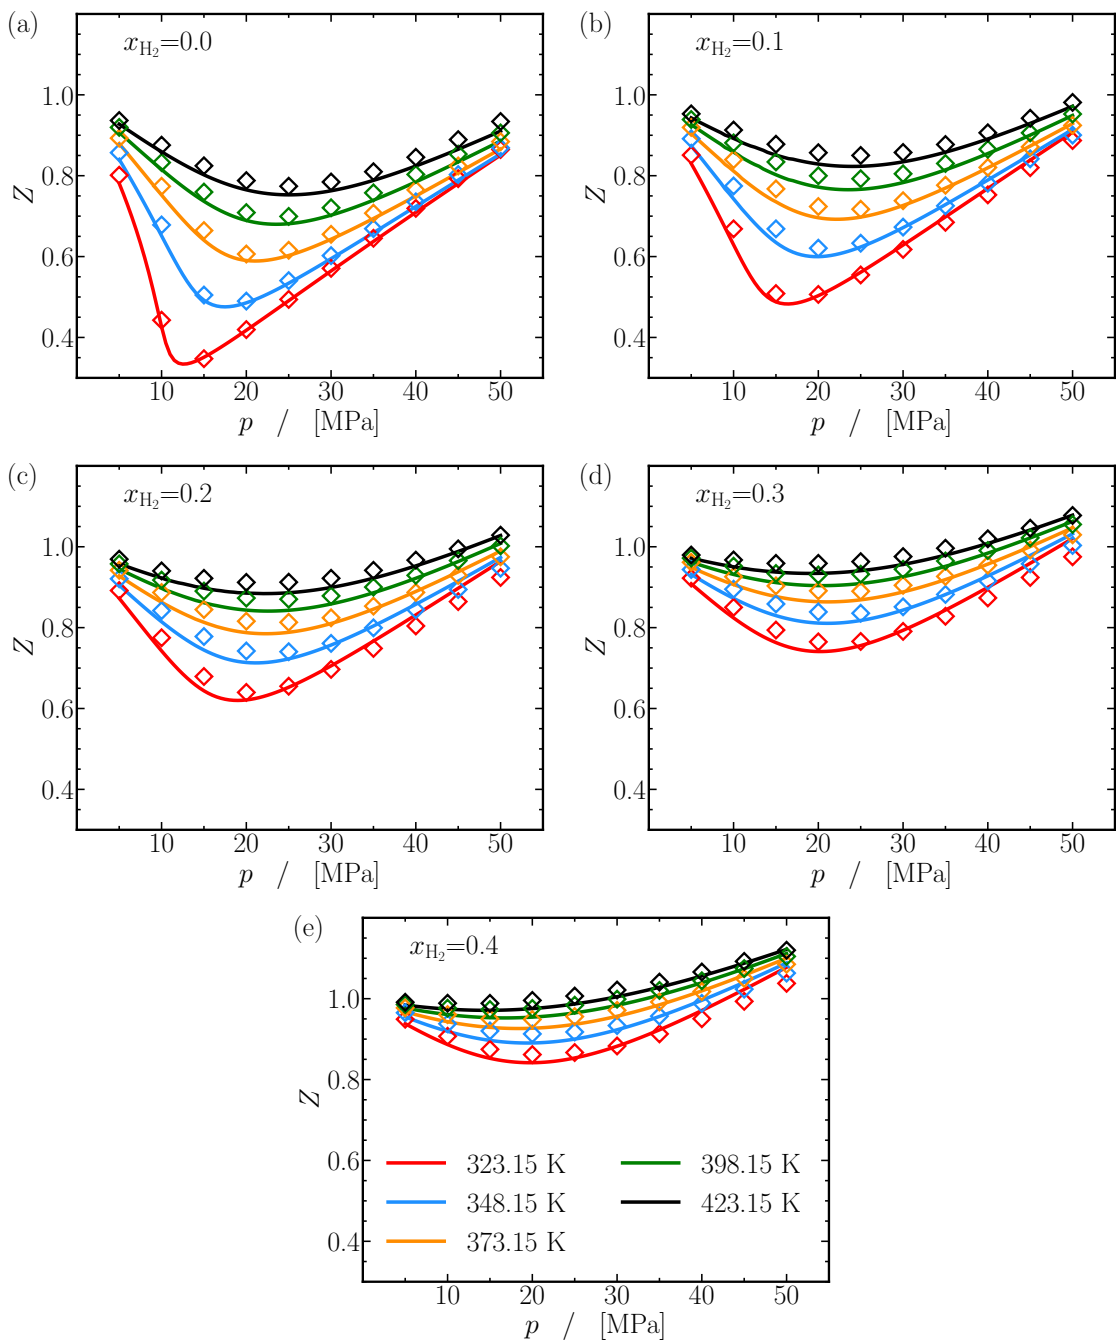 (a)
x_H₂=0.0
1.0
0.8
0.6
0.4
Z
10 20 30 40 50
p / [MPa]
(b)
x_H₂=0.1
1.0
0.8
0.6
0.4
Z
10 20 30 40 50
p / [MPa]
(c)
x_H₂=0.2
1.0
0.8
0.6
0.4
Z
10 20 30 40 50
p / [MPa]
(d)
x_H₂=0.3
1.0
0.8
0.6
0.4
Z
10 20 30 40 50
p / [MPa]
(e)
x_H₂=0.4
1.0
0.8
0.6
0.4
Z
323.15 K
348.15 K
373.15 K
398.15 K
423.15 K
10 20 30 40 50
p / [MPa]